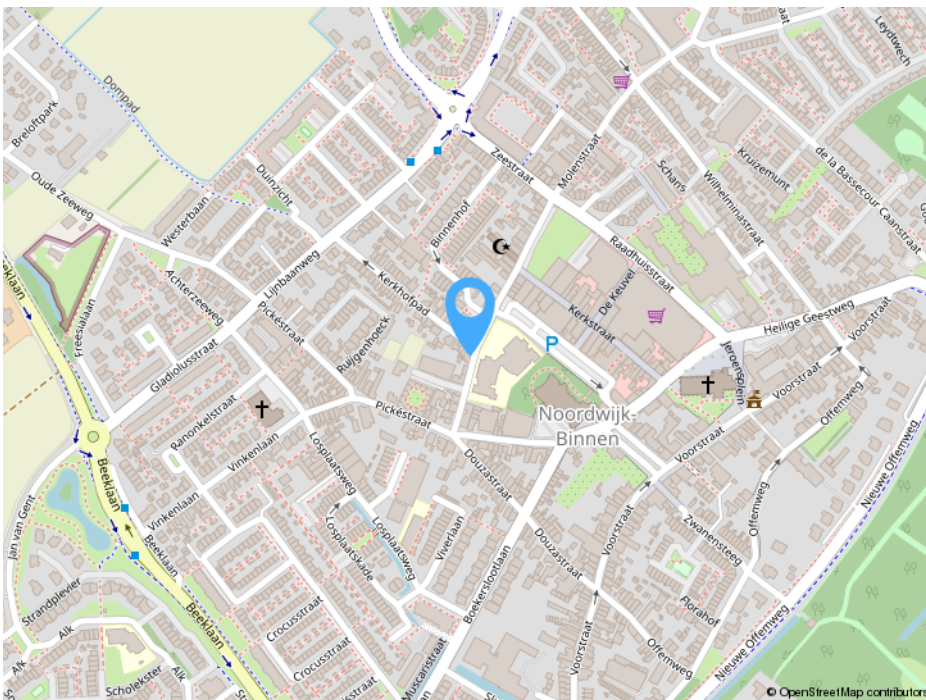 Leydtwech
Breloftpark
Dompad
Molenstraat
Zeestraat
Kruizemunt
de la Bassecour Caanstraat
Schans
Wilhelminastraat
Duinzicht
Oude Zeeweg
Westerbaan
Binnenhof
Raadhuisstraat
Achterzeeweg
Lijnbaanweg
Kerkhofpad
De Keuvel
Kerkstraat
Heilige Geestweg
Voorstraat
Freesialaan
Beeklaan
Pickéstraat
Ruijgenhoeck
P
Jeroensplein
Gladiolusstraat
Ranonkelstraat
Pickéstraat
Noordwijk-
Binnen
Voorstraat
Offemweg
Vinkenlaan
Losplaatsweg
Douzastraat
Voorstraat
Nieuwe Offemweg
Beeklaan
Jan van Gent
Vinkenlaan
Beeklaan
Losplaatskade
Losplaatsweg
Viverlaan
Douzastraat
Voorstraat
Zwanensteeg
Offemweg
Strandplevier
Boekerslootlaan
Florahof
Beeklaan
Crocusstraat
Crocusstraat
Alk
Alk
Alk
Scholekster
Muscaristraat
Voorstraat
Offemweg
Nieuwe Offemweg
© OpenStreetMap contributors